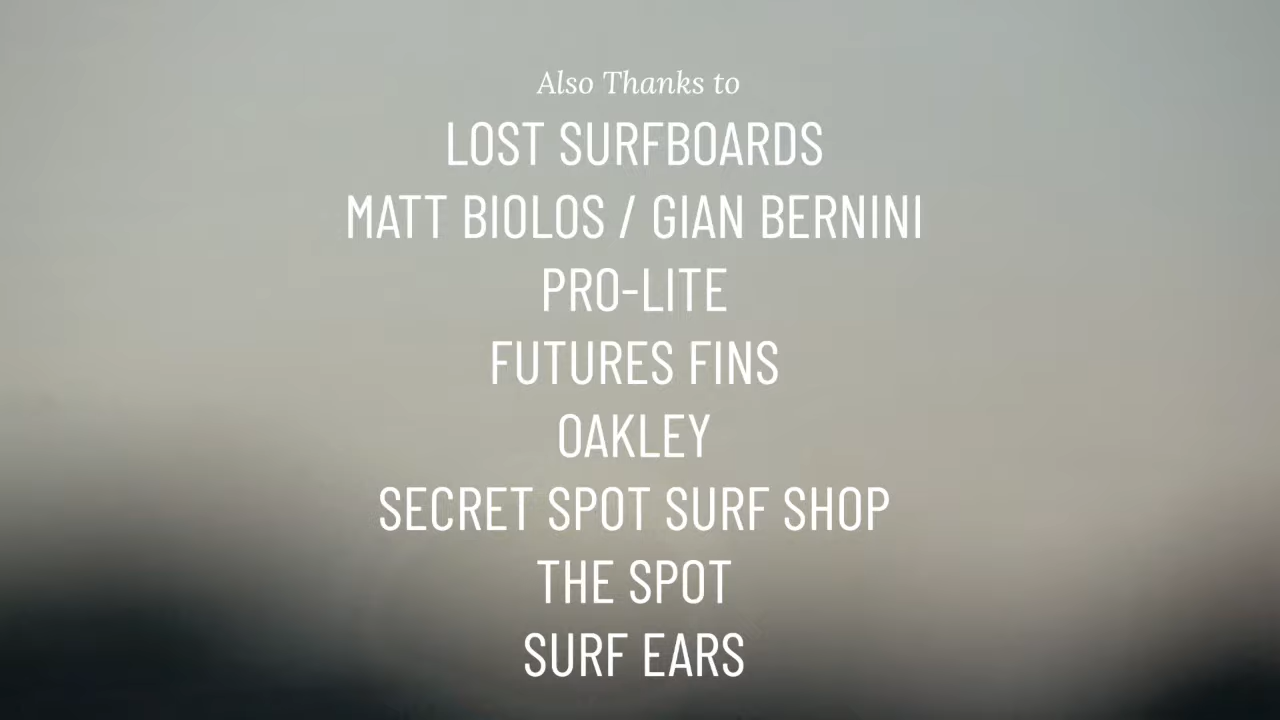 Also Thanks to
LOST SURFBOARDS
MATT BIOLOS / GIAN BERNINI
PRO-LITE
FUTURES FINS
OAKLEY
SECRET SPOT SURF SHOP
THE SPOT
SURF EARS